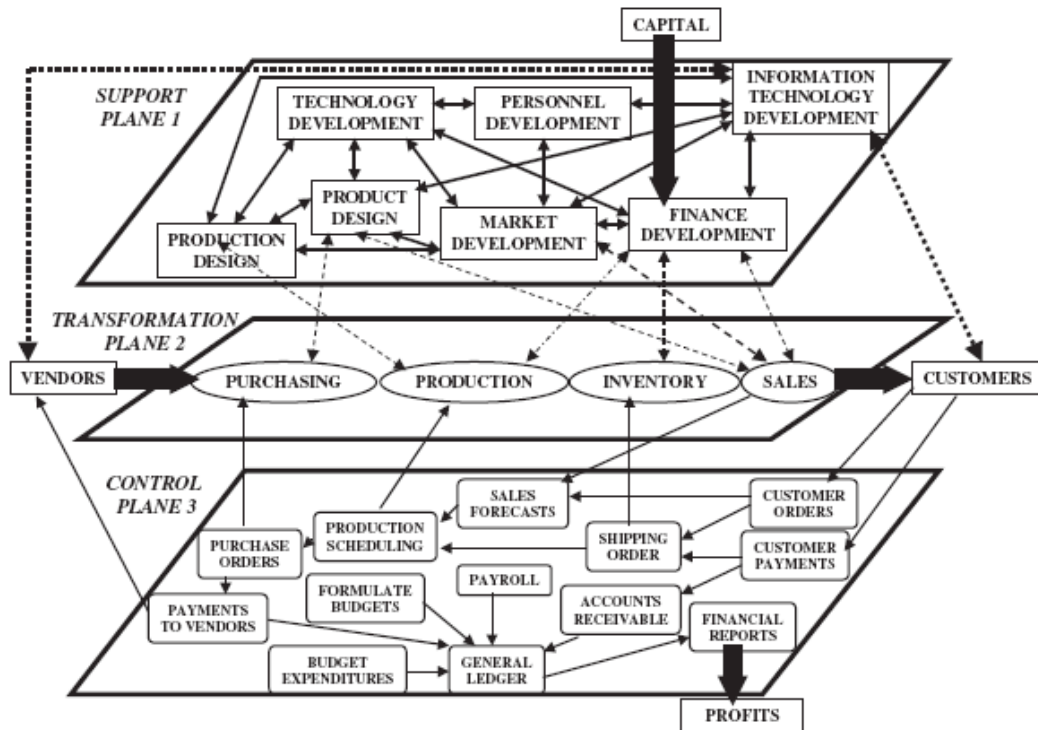 CAPITAL
SUPPORT
PLANE 1
TECHNOLOGY
DEVELOPMENT
PERSONNEL
DEVELOPMENT
INFORMATION
TECHNOLOGY
DEVELOPMENT
PRODUCT
DESIGN
PRODUCTION
DESIGN
MARKET
DEVELOPMENT
FINANCE
DEVELOPMENT
TRANSFORMATION
PLANE 2
VENDORS
PURCHASING
PRODUCTION
INVENTORY
SALES
CUSTOMERS
CONTROL
PLANE 3
SALES
FORECASTS
CUSTOMER
ORDERS
PRODUCTION
SCHEDULING
SHIPPING
ORDER
CUSTOMER
PAYMENTS
PURCHASE
ORDERS
FORMULATE
BUDGETS
PAYROLL
ACCOUNTS
RECEIVABLE
PAYMENTS
TO VENDORS
FINANCIAL
REPORTS
BUDGET
EXPENDITURES
GENERAL
LEDGER
PROFITS